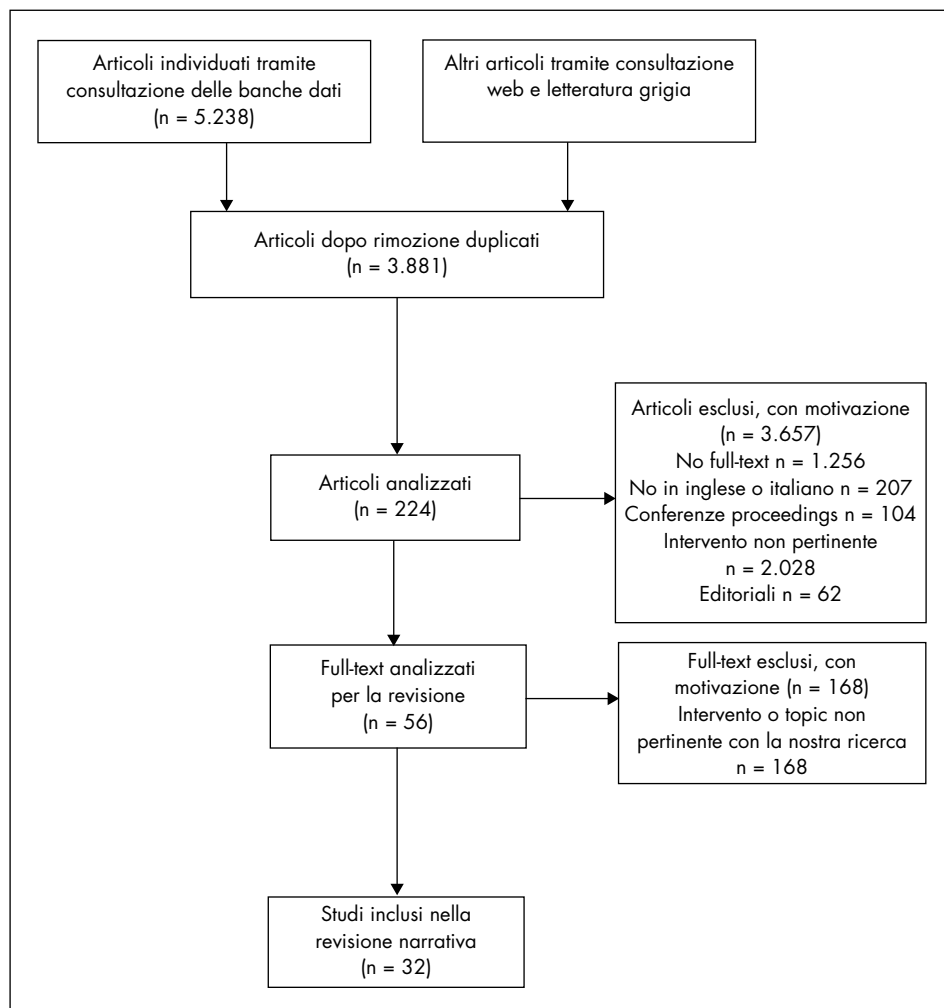 Articoli individuati tramite
consultazione delle banche dati
(n = 5.238)
Altri articoli tramite consultazione
web e letteratura grigia
Articoli dopo rimozione duplicati
(n = 3.881)
Articoli analizzati
(n = 224)
Articoli esclusi, con motivazione
(n = 3.657)
No full-text n = 1.256
No in inglese o italiano n = 207
Conferenze proceedings n = 104
Intervento non pertinente
n = 2.028
Editoriali n = 62
Full-text analizzati
per la revisione
(n = 56)
Full-text esclusi, con
motivazione (n = 168)
Intervento o topic non
pertinente con la nostra ricerca
n = 168
Studi inclusi nella
revisione narrativa
(n = 32)